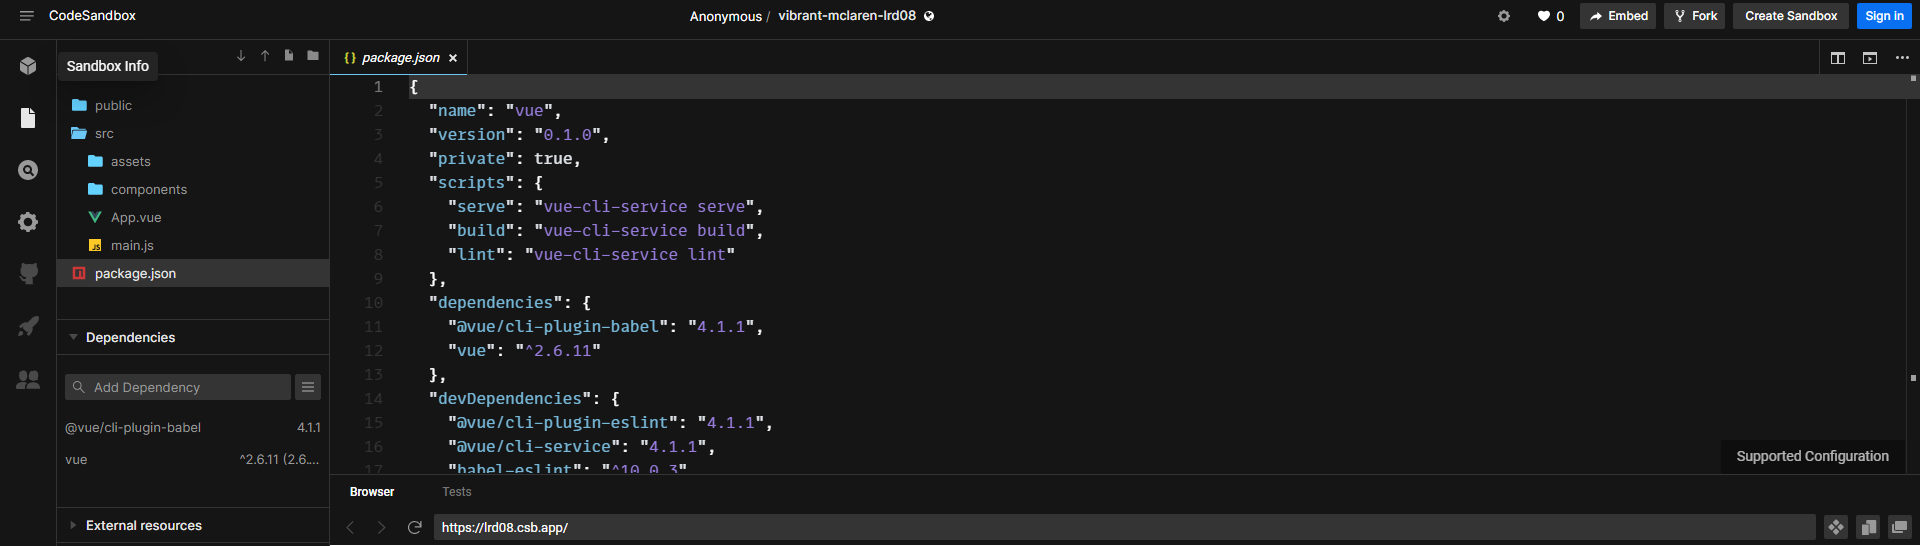 CodeSandbox
Anonymous / vibrant-mclaren-lrd08
0
Embed
Fork
Create Sandbox
Sign in
Sandbox Info
public
src
assets
components
App.vue
JS main.js
package.json
Dependencies
Add Dependency
@vue/cli-plugin-babel 4.1.1
vue ^2.6.11 (2.6....
External resources
{} package.json ×
1 {
2 "name": "vue",
3 "version": "0.1.0",
4 "private": true,
5 "scripts": {
6 "serve": "vue-cli-service serve",
7 "build": "vue-cli-service build",
8 "lint": "vue-cli-service lint"
9 },
10 "dependencies": {
11 "@vue/cli-plugin-babel": "4.1.1",
12 "vue": "^2.6.11"
13 },
14 "devDependencies": {
15 "@vue/cli-plugin-eslint": "4.1.1",
16 "@vue/cli-service": "4.1.1",
17 "babel-eslint": "^10.0.3"
Supported Configuration
Browser Tests
https://lrd08.csb.app/